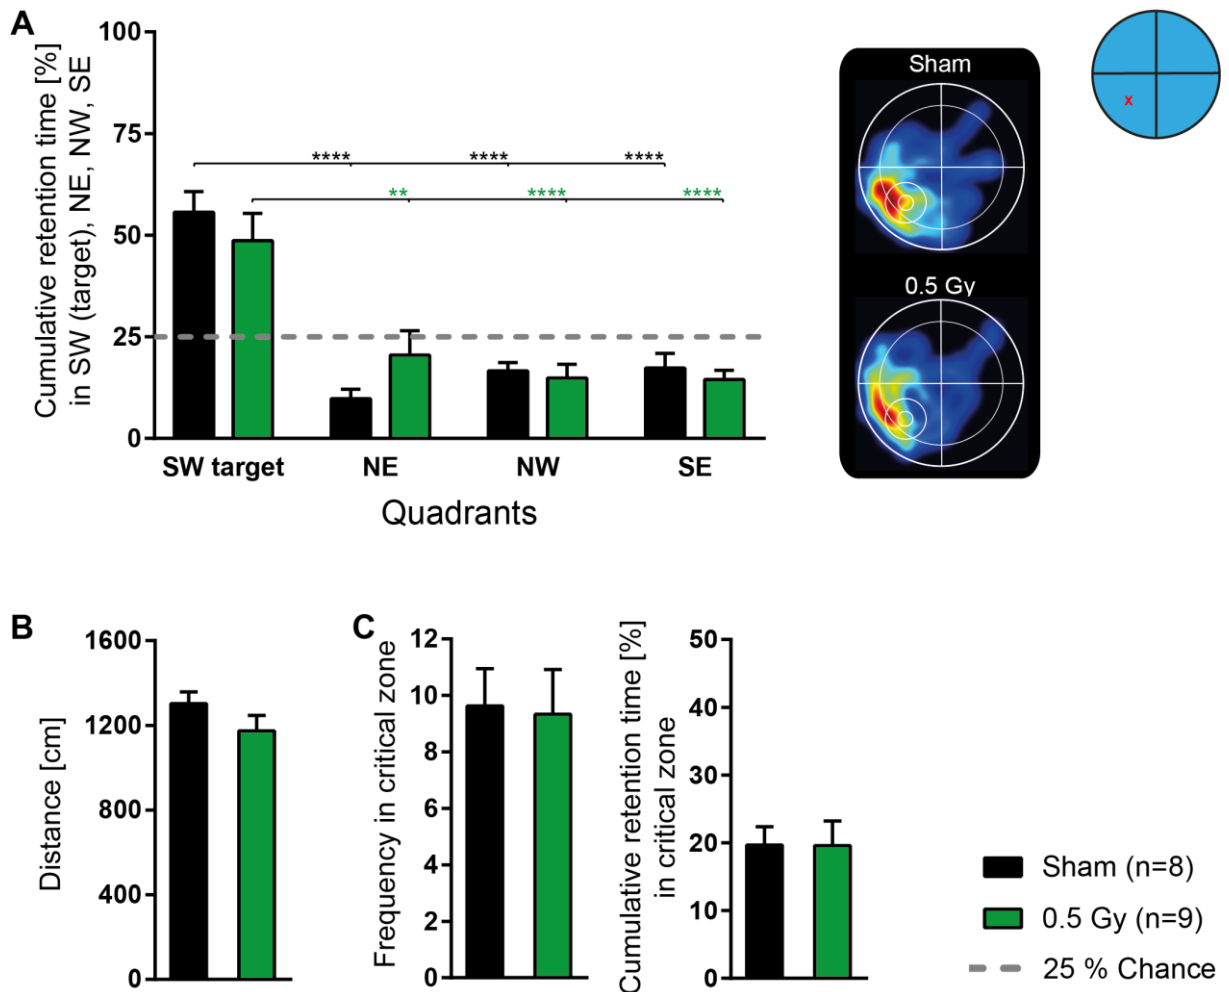 A
Cumulative retention time [%]
in SW (target), NE, NW, SE
100
75
50
25
0
****
****
****
**
****
****
SW target
NE
NW
SE
Quadrants
Sham
0.5 Gy
x
B
Distance [cm]
1600
1200
800
400
0
C
Frequency in critical zone
12
10
8
6
4
2
0
Cumulative retention time [%]
in critical zone
50
40
30
20
10
0
Sham (n=8)
0.5 Gy (n=9)
25 % Chance